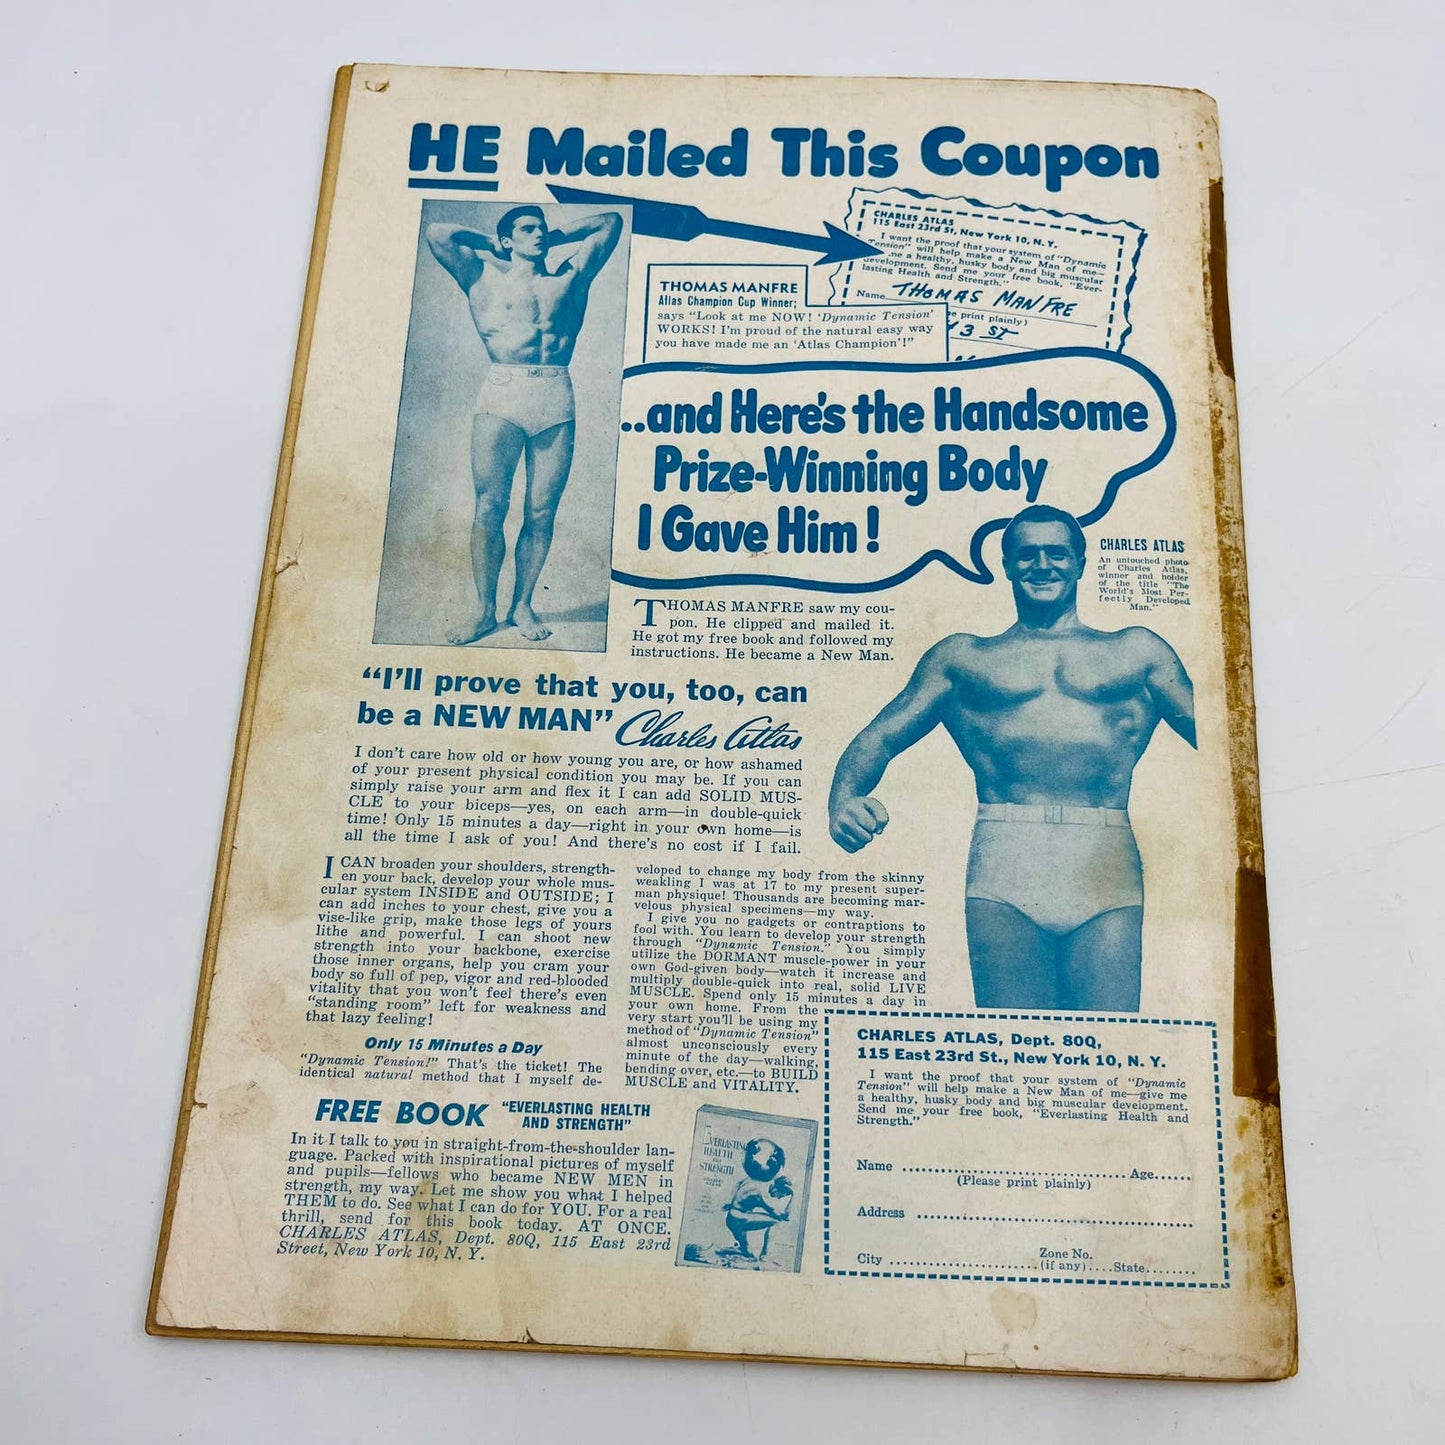 HE Mailed This Coupon
CHARLES ATLAS
115 East 23rd St, New York 10, N. Y.
I want the proof that your system of "Dynamic
Tension" will help make a New Man of me—
me a healthy, husky body and big muscular
development. Send me your free book, "Ever-
lasting Health and Strength."
Name THOMAS MANFRE
e print plainly)
3 ST
THOMAS MANFRE
Atlas Champion Cup Winner;
says "Look at me NOW! 'Dynamic Tension'
WORKS! I'm proud of the natural easy way
you have made me an 'Atlas Champion'!"
..and Here's the Handsome
Prize-Winning Body
I Gave Him!
CHARLES ATLAS
An untouched photo
of Charles Atlas,
winner and holder
of the title "The
World's Most Per-
fectly Developed
Man."
THOMAS MANFRE saw my cou-
pon. He clipped and mailed it.
He got my free book and followed my
instructions. He became a New Man.
"I'll prove that you, too, can
be a NEW MAN" Charles Atlas
I don't care how old or how young you are, or how ashamed
of your present physical condition you may be. If you can
simply raise your arm and flex it I can add SOLID MUS-
CLE to your biceps—yes, on each arm—in double-quick
time! Only 15 minutes a day—right in your own home—is
all the time I ask of you! And there's no cost if I fail.
I CAN broaden your shoulders, strength-
en your back, develop your whole mus-
cular system INSIDE and OUTSIDE; I
can add inches to your chest, give you a
vise-like grip, make those legs of yours
lithe and powerful. I can shoot new
strength into your backbone, exercise
those inner organs, help you cram your
body so full of pep, vigor and red-blooded
vitality that you won't feel there's even
"standing room" left for weakness and
that lazy feeling!
Only 15 Minutes a Day
"Dynamic Tension!" That's the ticket! The
identical natural method that I myself de-
veloped to change my body from the skinny
weakling I was at 17 to my present super-
man physique! Thousands are becoming mar-
velous physical specimens—my way.
I give you no gadgets or contraptions to
fool with. You learn to develop your strength
through "Dynamic Tension." You simply
utilize the DORMANT muscle-power in your
own God-given body—watch it increase and
multiply double-quick into real, solid LIVE
MUSCLE. Spend only 15 minutes a day in
your own home. From the
very start you'll be using my
method of "Dynamic Tension"
almost unconsciously every
minute of the day—walking,
bending over, etc.—to BUILD
MUSCLE and VITALITY.
FREE BOOK "EVERLASTING HEALTH
AND STRENGTH"
In it I talk to you in straight-from-the-shoulder lan-
guage. Packed with inspirational pictures of myself
and pupils—fellows who became NEW MEN in
strength, my way. Let me show you what I helped
THEM to do. See what I can do for YOU. For a real
thrill, send for this book today. AT ONCE.
CHARLES ATLAS, Dept. 80Q, 115 East 23rd
Street, New York 10, N. Y.
EVERLASTING
HEALTH
STRENGTH
CHARLES ATLAS, Dept. 80Q,
115 East 23rd St., New York 10, N. Y.
I want the proof that your system of "Dynamic
Tension" will help make a New Man of me—give me
a healthy, husky body and big muscular development.
Send me your free book, "Everlasting Health and
Strength."
Name ........................................ Age......
(Please print plainly)
Address ................................................
City .......................... Zone No. (if any).... State.........